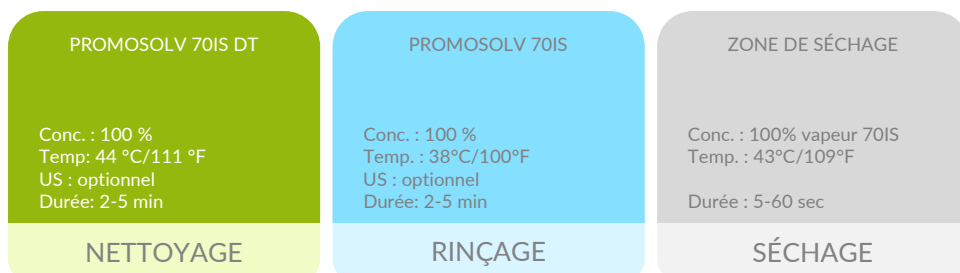 PROMOSOLV 70IS DT
Conc. : 100 %
Temp: 44 °C/111 °F
US : optionnel
Durée: 2-5 min
NETTOYAGE
PROMOSOLV 70IS
Conc. : 100 %
Temp. : 38°C/100°F
US : optionnel
Durée: 2-5 min
RINÇAGE
ZONE DE SÉCHAGE
Conc. : 100% vapeur 70IS
Temp. : 43°C/109°F
Durée : 5-60 sec
SÉCHAGE